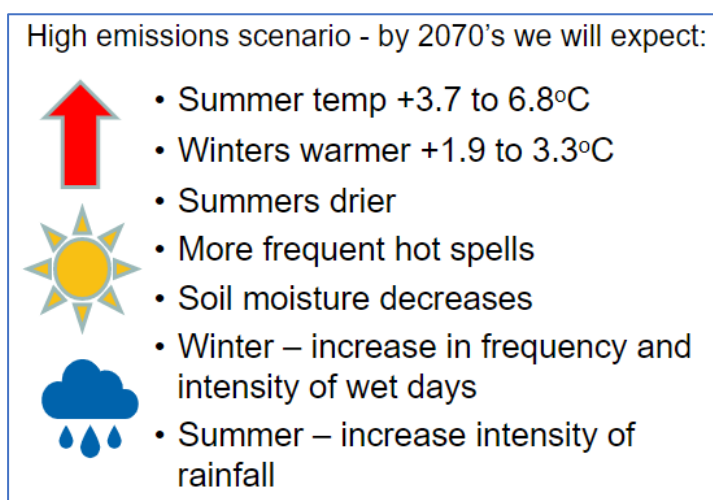 High emissions scenario - by 2070's we will expect:
• Summer temp +3.7 to 6.8ºC
• Winters warmer +1.9 to 3.3ºC
• Summers drier
• More frequent hot spells
• Soil moisture decreases
• Winter – increase in frequency and
intensity of wet days
• Summer – increase intensity of
rainfall